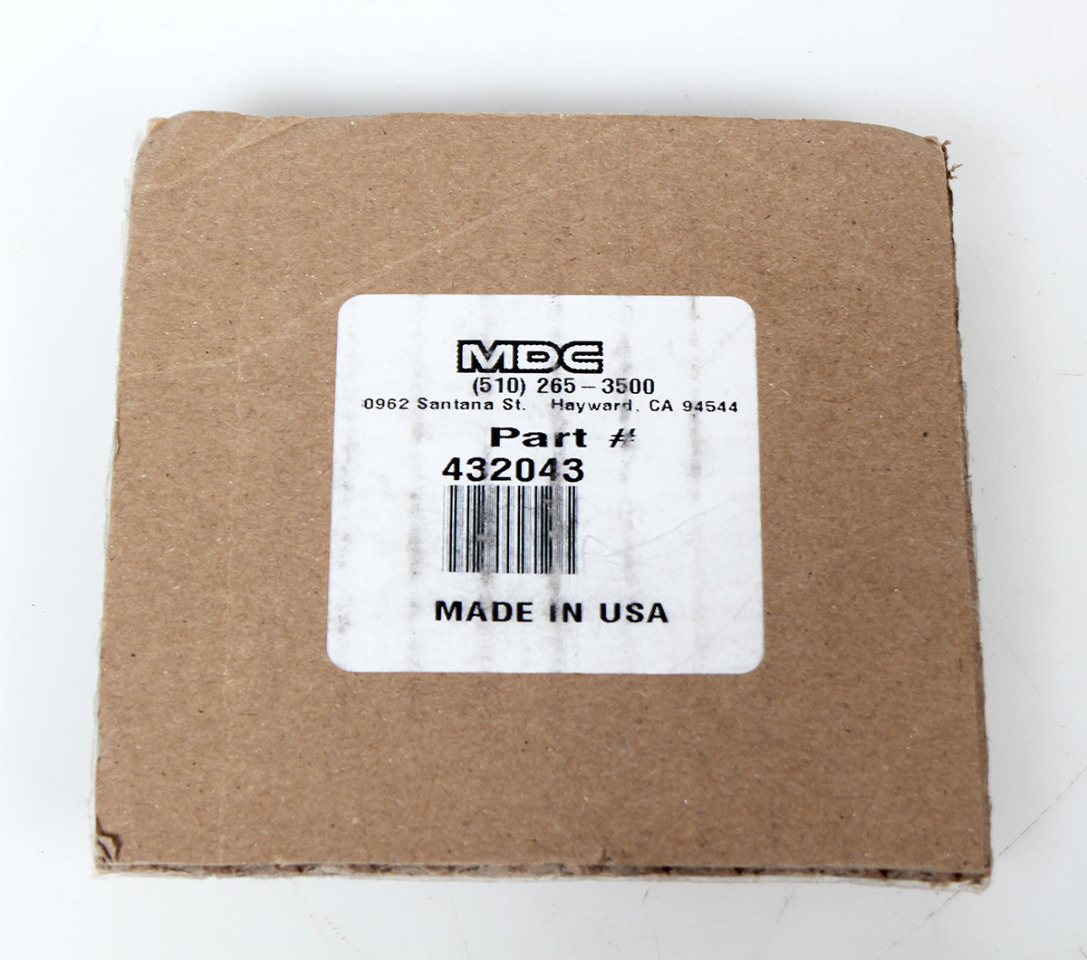 MDC
(510) 265-3500
0962 Santana St. Hayward, CA 94544
Part #
432043
MADE IN USA